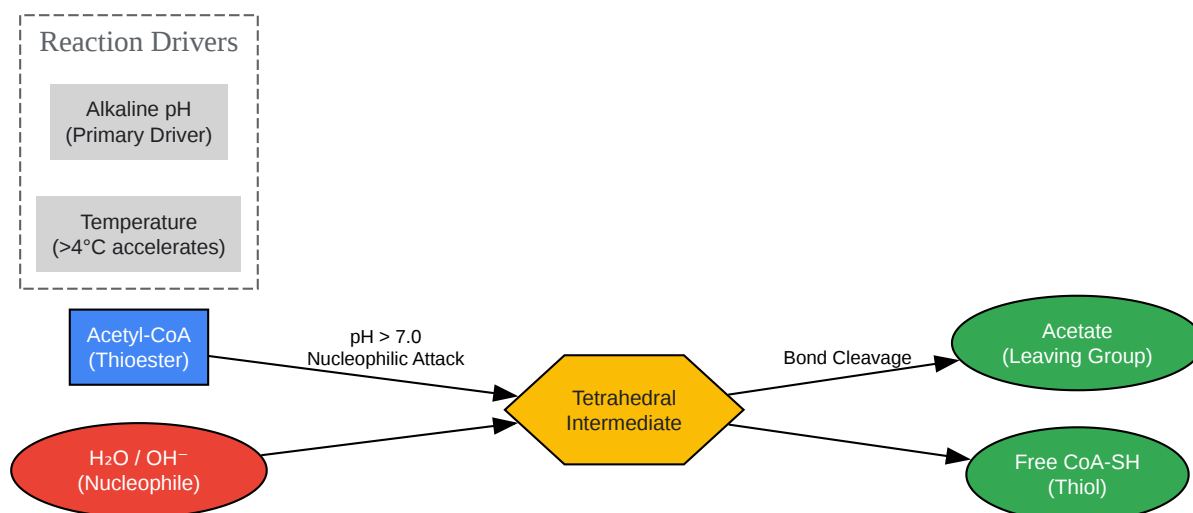 Reaction Drivers
Alkaline pH
(Primary Driver)
Temperature
(>4°C accelerates)
Acetyl-CoA
(Thioester)
pH > 7.0
Nucleophilic Attack
H₂O / OH⁻
(Nucleophile)
Tetrahedral
Intermediate
Bond Cleavage
Acetate
(Leaving Group)
Free CoA-SH
(Thiol)